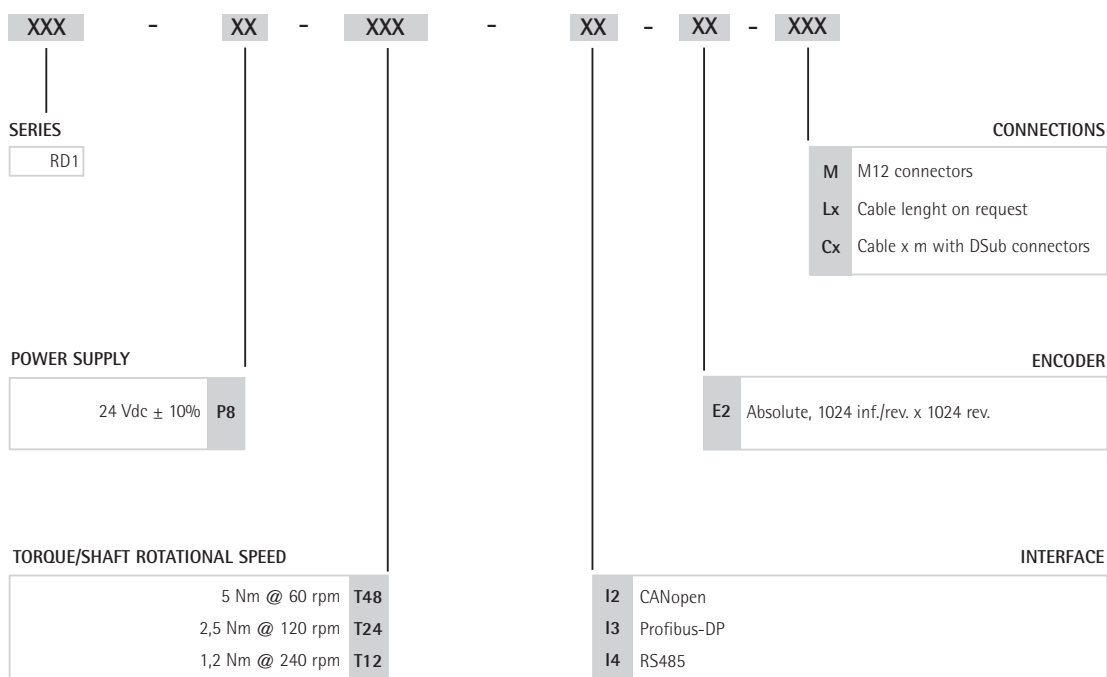 XXX - XX - XXX - XX - XX - XXX
SERIES
RD1
CONNECTIONS
M M12 connectors
Lx Cable lenght on request
Cx Cable x m with DSub connectors
POWER SUPPLY
24 Vdc ± 10% P8
ENCODER
E2 Absolute, 1024 inf./rev. x 1024 rev.
TORQUE/SHAFT ROTATIONAL SPEED
5 Nm @ 60 rpm T48
2,5 Nm @ 120 rpm T24
1,2 Nm @ 240 rpm T12
INTERFACE
I2 CANopen
I3 Profibus-DP
I4 RS485